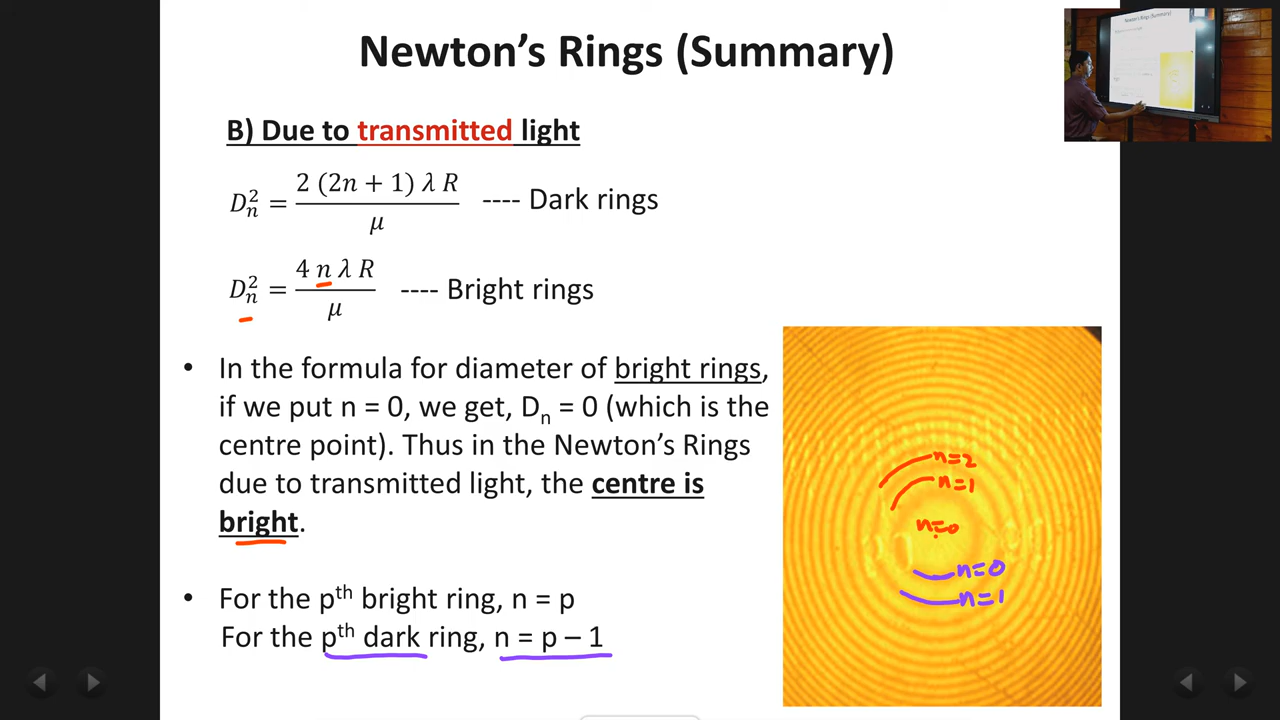 Newton's Rings (Summary)
B) Due to transmitted light
D_n^2 = 2 (2n + 1) λ R / μ ---- Dark rings
D_n^2 = 4 n λ R / μ ---- Bright rings
• In the formula for diameter of bright rings,
if we put n = 0, we get, D_n = 0 (which is the
centre point). Thus in the Newton's Rings
due to transmitted light, the centre is
bright.
• For the p^th bright ring, n = p
For the p^th dark ring, n = p – 1
n=2
n=1
n=0
n=0
n=1